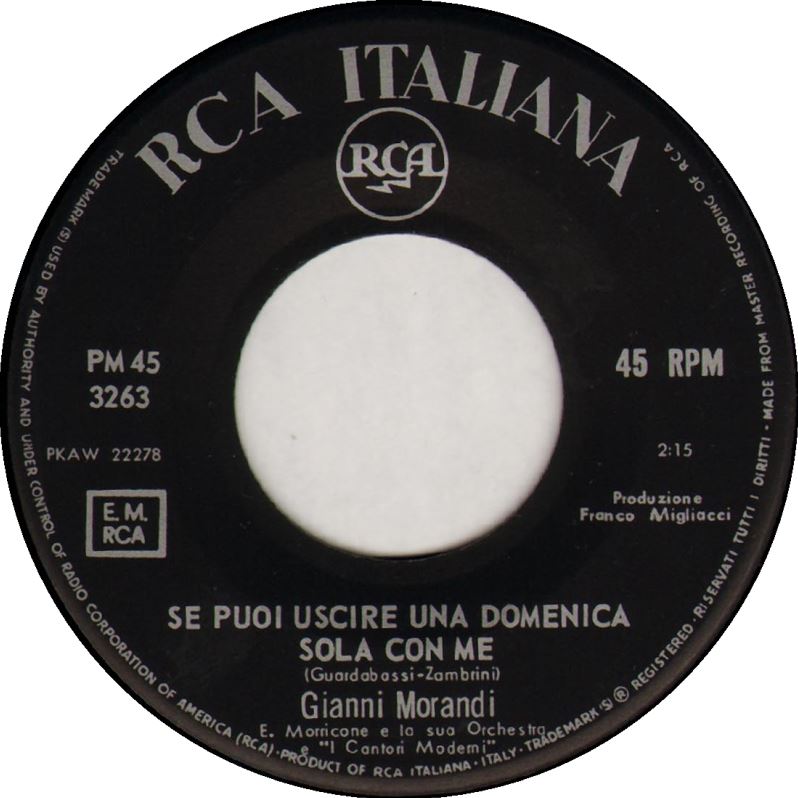 RCA ITALIANA
RCA
TRADEMARK (S) USED BY AUTHORITY AND UNDER CONTROL OF RADIO CORPORATION OF AMERICA (RCA) · PRODUCT OF RCA ITALIANA · ITALY · TRADEMARK (S) ® REGISTERED · RISERVATI TUTTI I DIRITTI · MADE FROM MASTER RECORDING OF RCA
PM 45
3263
45 RPM
PKAW 22278
2:15
E. M.
RCA
Produzione
Franco Migliacci
SE PUOI USCIRE UNA DOMENICA
SOLA CON ME
(Guardabassi-Zambrini)
Gianni Morandi
E. Morricone e la sua Orchestra
e "I Cantori Moderni"